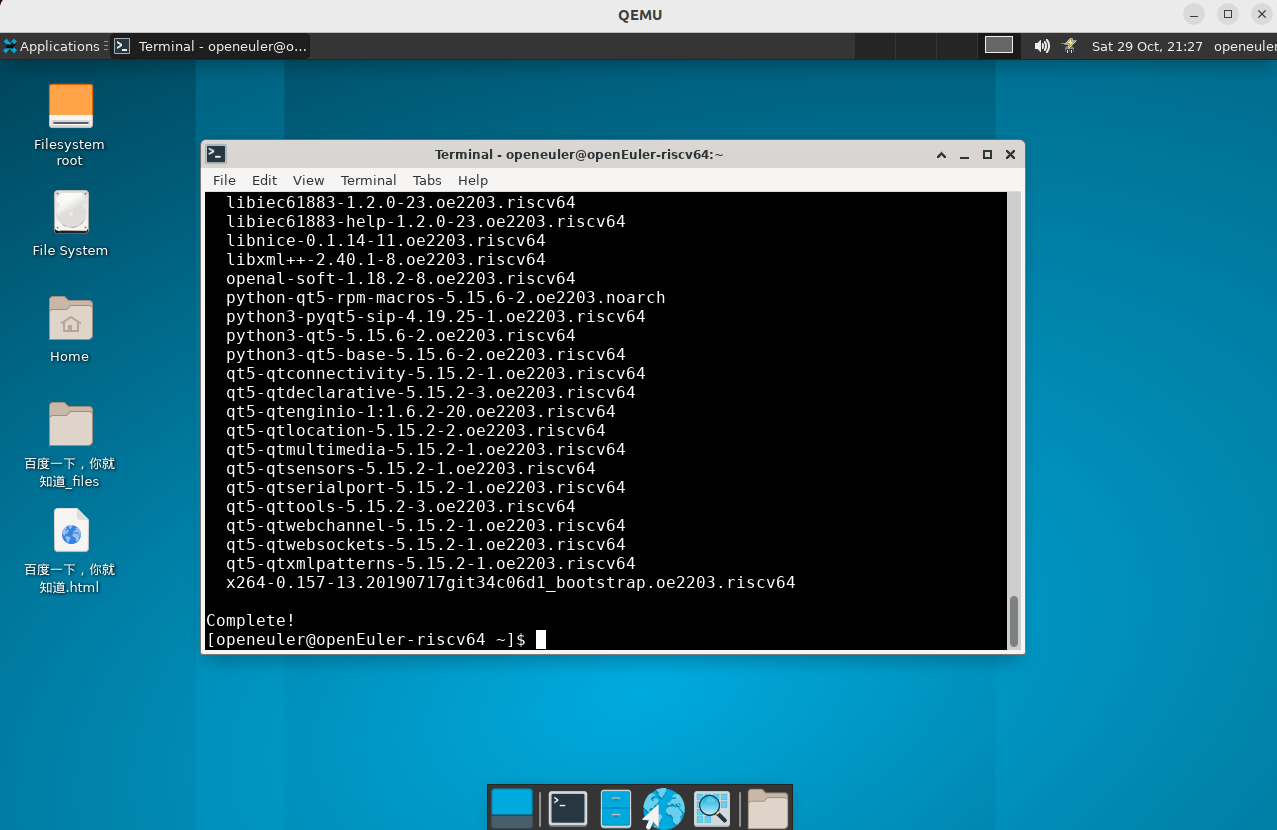 QEMU
Applications
Terminal - openeuler@o...
Sat 29 Oct, 21:27
openeuler
Filesystem
root
File System
Home
百度一下，你就
知道_files
百度一下，你就
知道.html
Terminal - openeuler@openEuler-riscv64:~
File Edit View Terminal Tabs Help
libiec61883-1.2.0-23.oe2203.riscv64
libiec61883-help-1.2.0-23.oe2203.riscv64
libnice-0.1.14-11.oe2203.riscv64
libxml++-2.40.1-8.oe2203.riscv64
openal-soft-1.18.2-8.oe2203.riscv64
python-qt5-rpm-macros-5.15.6-2.oe2203.noarch
python3-pyqt5-sip-4.19.25-1.oe2203.riscv64
python3-qt5-5.15.6-2.oe2203.riscv64
python3-qt5-base-5.15.6-2.oe2203.riscv64
qt5-qtconnectivity-5.15.2-1.oe2203.riscv64
qt5-qtdeclarative-5.15.2-3.oe2203.riscv64
qt5-qtenginio-1:1.6.2-20.oe2203.riscv64
qt5-qtlocation-5.15.2-2.oe2203.riscv64
qt5-qtmultimedia-5.15.2-1.oe2203.riscv64
qt5-qtsensors-5.15.2-1.oe2203.riscv64
qt5-qtserialport-5.15.2-1.oe2203.riscv64
qt5-qttools-5.15.2-3.oe2203.riscv64
qt5-qtwebchannel-5.15.2-1.oe2203.riscv64
qt5-qtwebsockets-5.15.2-1.oe2203.riscv64
qt5-qtxmlpatterns-5.15.2-1.oe2203.riscv64
x264-0.157-13.20190717git34c06d1_bootstrap.oe2203.riscv64
Complete!
[openeuler@openEuler-riscv64 ~]$